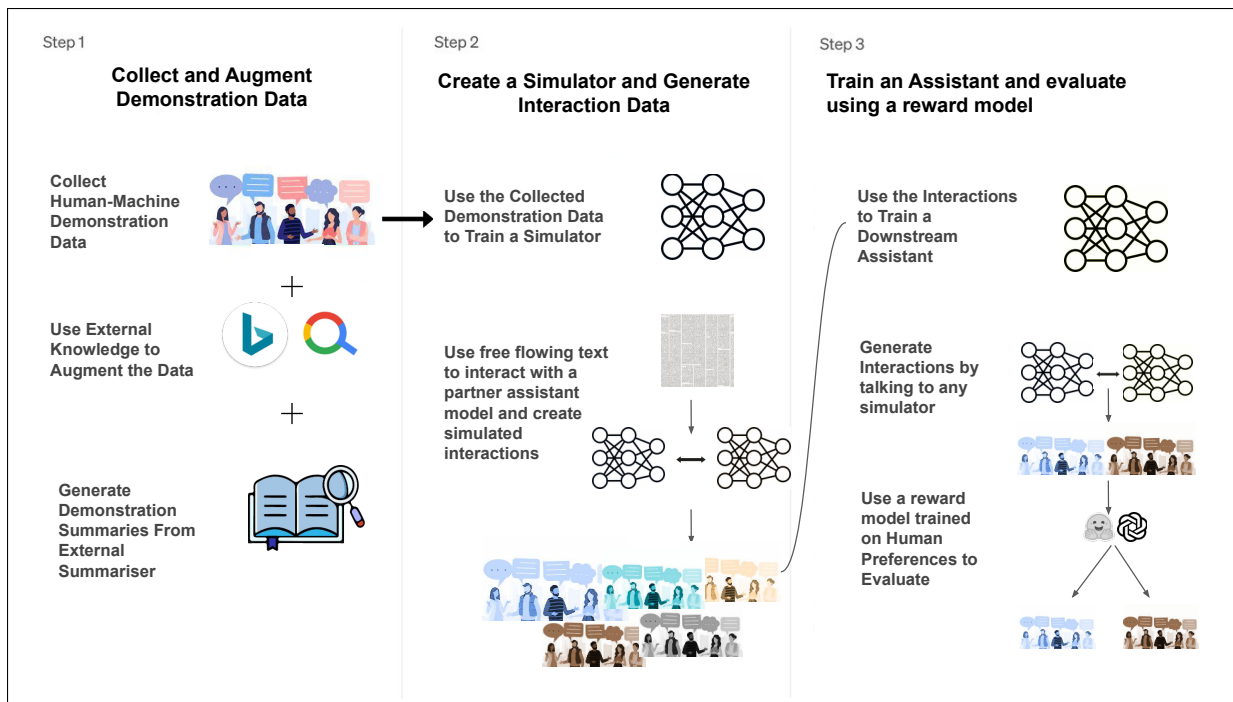 Step 1
Collect and Augment
Demonstration Data
Collect
Human-Machine
Demonstration
Data
Use External
Knowledge to
Augment the Data
Generate
Demonstration
Summaries From
External
Summariser
Step 2
Create a Simulator and Generate
Interaction Data
Use the Collected
Demonstration Data
to Train a Simulator
Use free flowing text
to interact with a
partner assistant
model and create
simulated
interactions
Step 3
Train an Assistant and evaluate
using a reward model
Use the Interactions
to Train a
Downstream
Assistant
Generate
Interactions by
talking to any
simulator
Use a reward
model trained
on Human
Preferences to
Evaluate